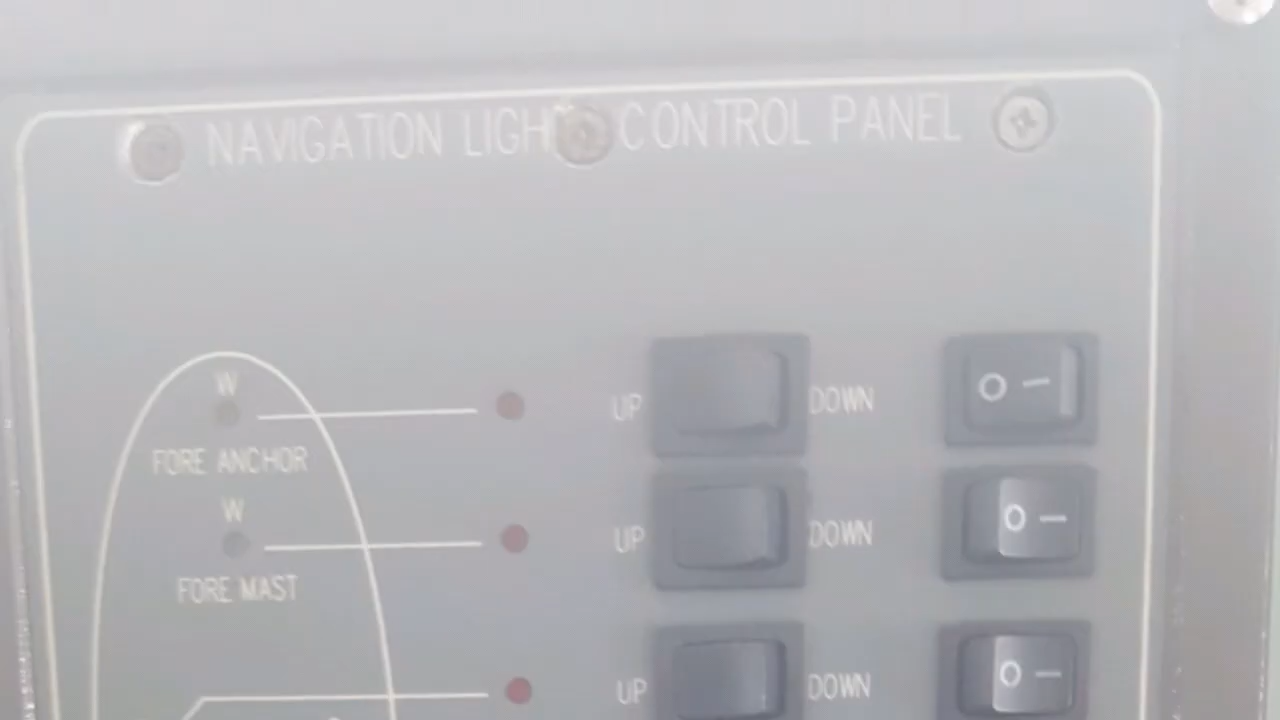 NAVIGATION LIGHT CONTROL PANEL
W
FORE ANCHOR
UP DOWN O I
W
FORE MAST
UP DOWN O I
UP DOWN O I